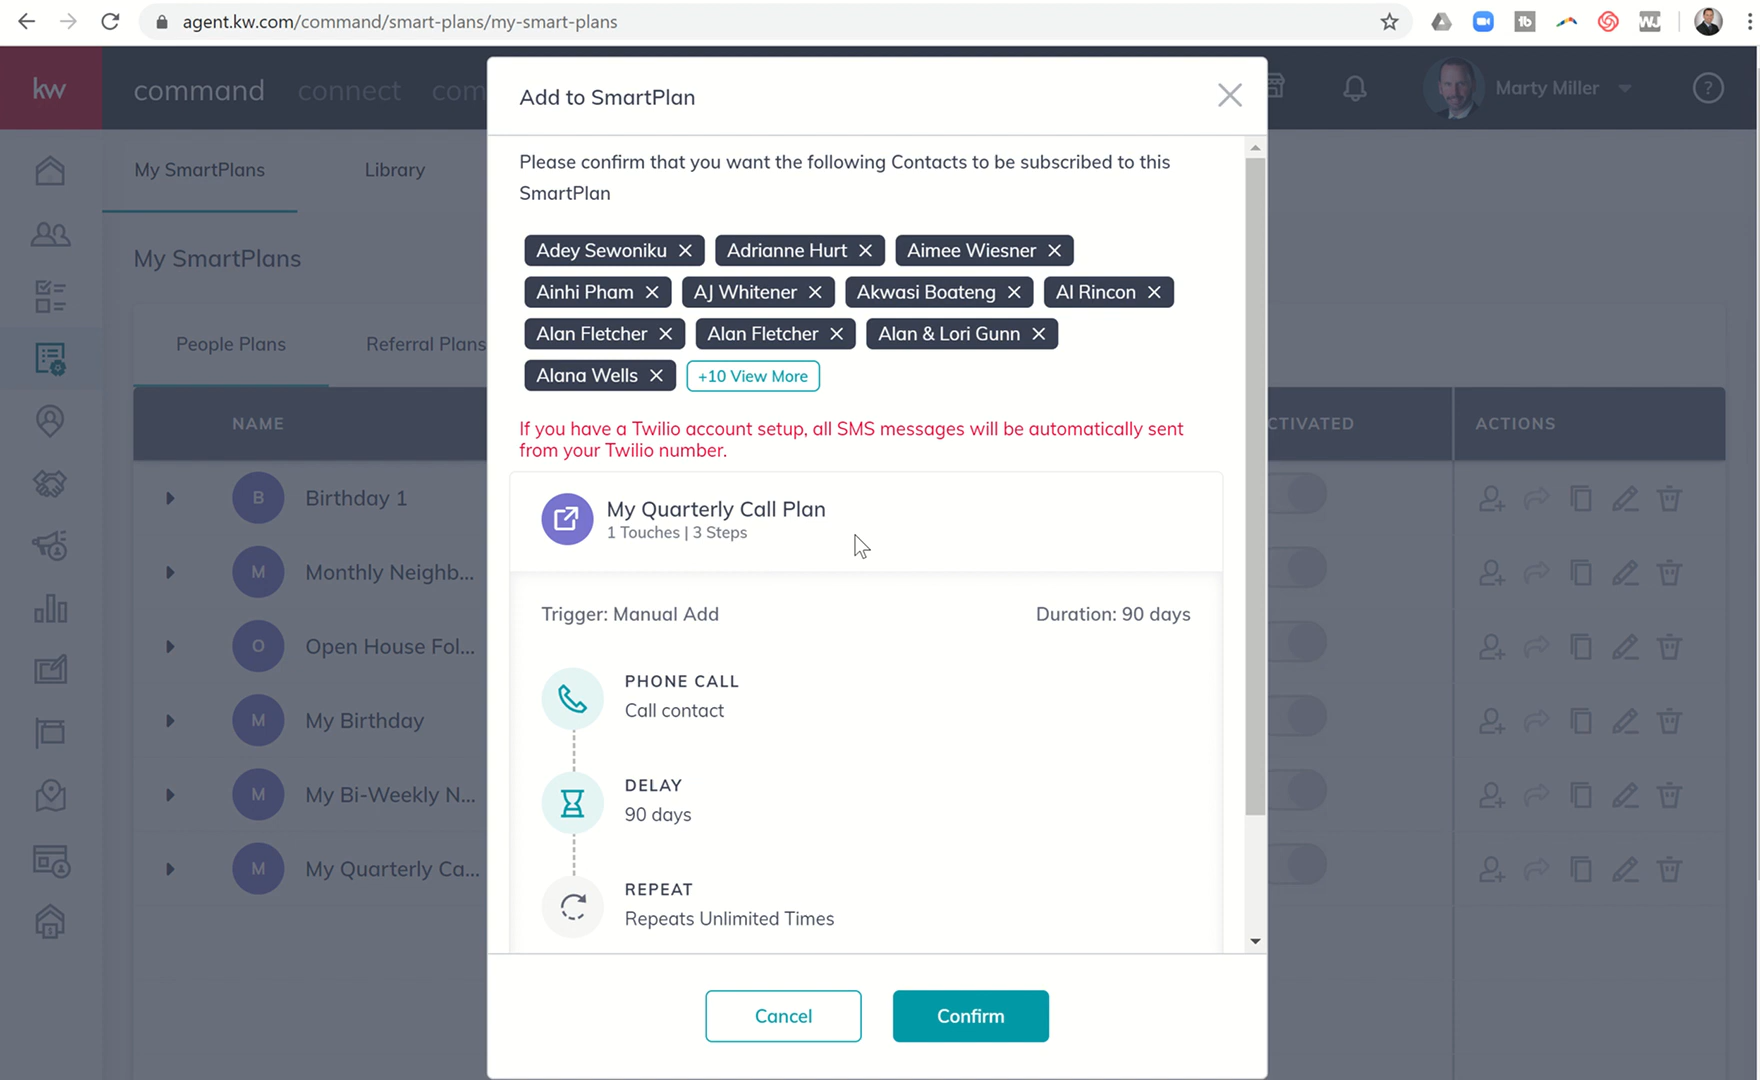 agent.kw.com/command/smart-plans/my-smart-plans
tb
WJ
kw
command
connect
com
Marty Miller
?
Add to SmartPlan
My SmartPlans
Library
Please confirm that you want the following Contacts to be subscribed to this
SmartPlan
My SmartPlans
Adey Sewoniku
Adrianne Hurt
Aimee Wiesner
Ainhi Pham
AJ Whitener
Akwasi Boateng
Al Rincon
Alan Fletcher
Alan Fletcher
Alan & Lori Gunn
Alana Wells
+10 View More
People Plans
Referral Plans
If you have a Twilio account setup, all SMS messages will be automatically sent
from your Twilio number.
NAME
CTIVATED
ACTIONS
B
Birthday 1
M
Monthly Neighb...
O
Open House Fol...
M
My Birthday
M
My Bi-Weekly N...
M
My Quarterly Ca...
My Quarterly Call Plan
1 Touches | 3 Steps
Trigger: Manual Add
Duration: 90 days
PHONE CALL
Call contact
DELAY
90 days
REPEAT
Repeats Unlimited Times
Cancel
Confirm